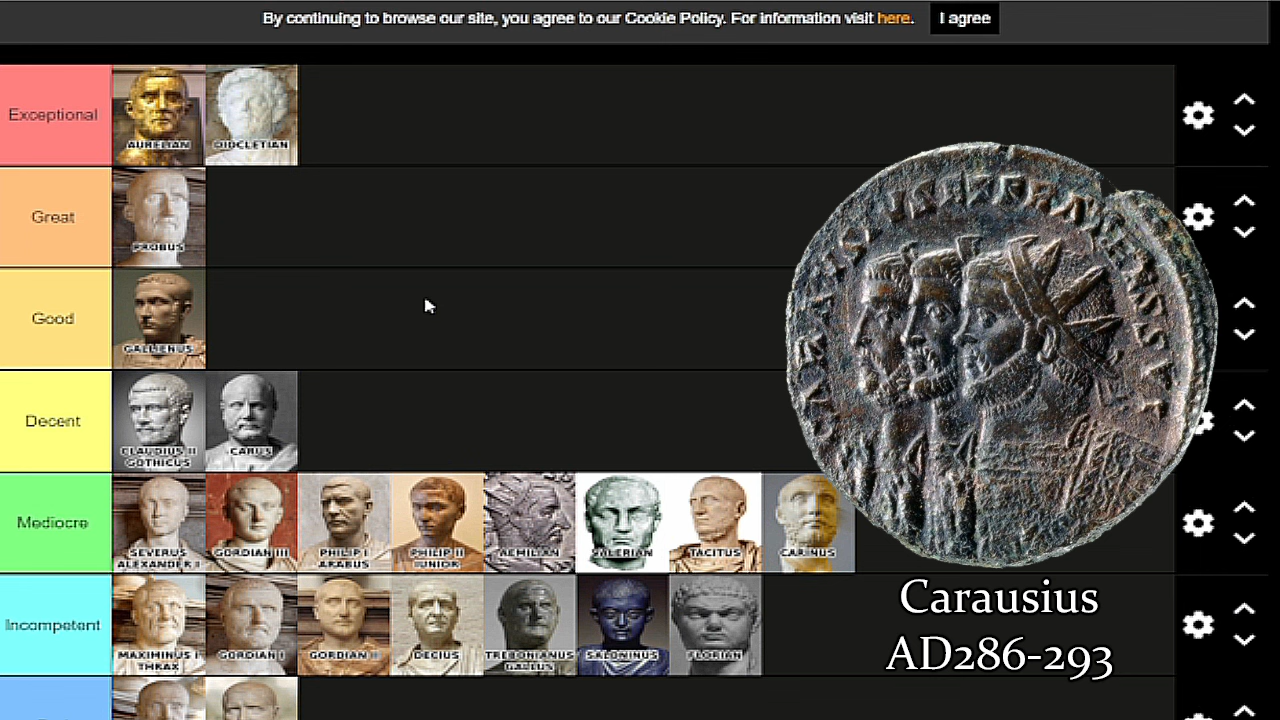 By continuing to browse our site, you agree to our Cookie Policy. For information visit here. I agree
Exceptional
AURELIAN
DIOCLETIAN
Great
PROBUS
Good
GALLIENUS
Decent
CLAUDIUS II
GOTHICUS
CARUS
Mediocre
SEVERUS
ALEXANDER I
GORDIAN III
PHILIP I
ARABUS
PHILIP II
IUNIOR
AEMILIAN
VALERIAN
TACITUS
CARINUS
Incompetent
MAXIMINUS I
THRAX
GORDIAN I
GORDIAN II
DECIUS
TREBONIANUS
GALLUS
SALONINUS
FLORIAN
Carausius
AD286-293